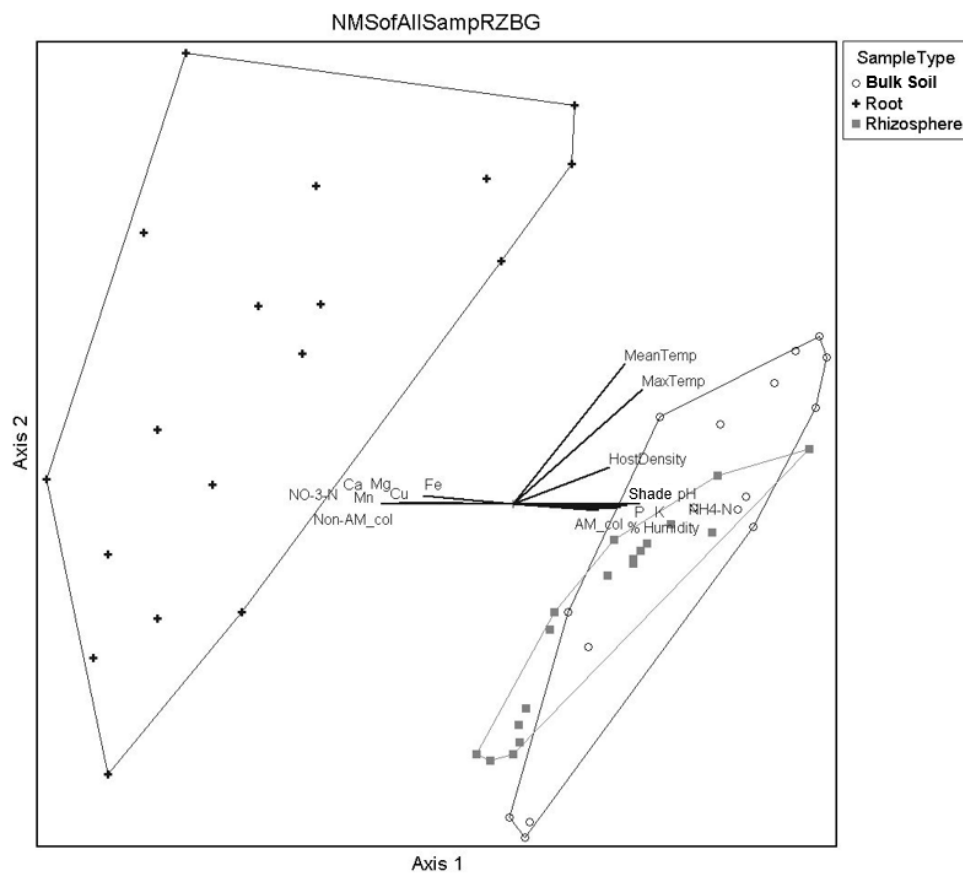 NMSofAllSampRZBG
SampleType
Bulk Soil
Root
Rhizosphere
MeanTemp
MaxTemp
HostDensity
Ca Mg Fe
NO-3-N Mn Cu
Non-AM_col
Shade pH
P K NH4-N
AM_col % Humidity
Axis 2
Axis 1